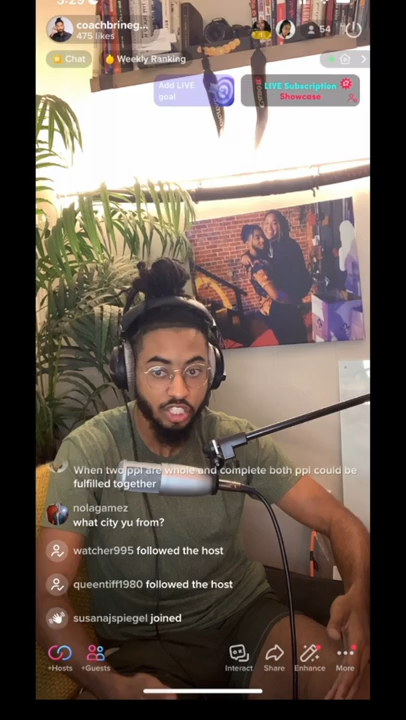 coachbrineg...
475 likes
54
Chat
Weekly Ranking
Add LIVE
goal
LIVE Subscription
Showcase
When two ppl are whole and complete both ppl could be
fulfilled together
nolagamez
what city yu from?
watcher995 followed the host
queentiff1980 followed the host
susanajspiegel joined
+Hosts
+Guests
Interact
Share
Enhance
More